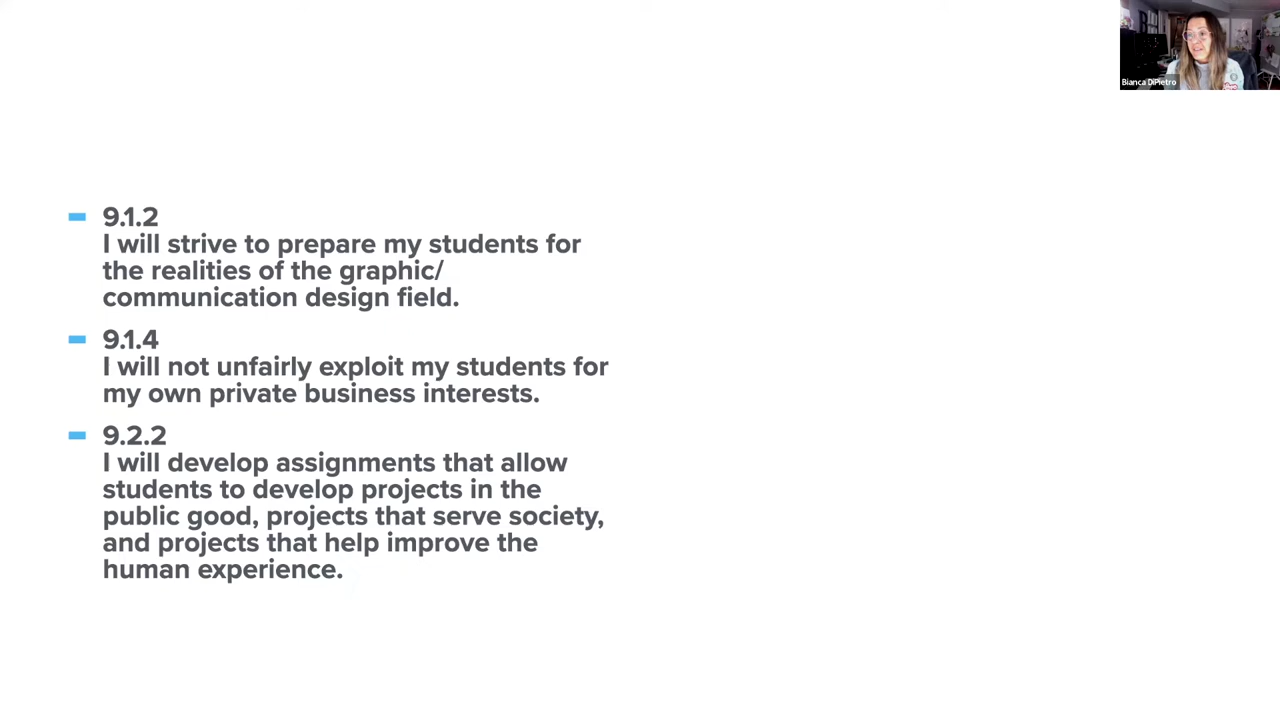 Bianca DiPietro
9.1.2
I will strive to prepare my students for
the realities of the graphic/
communication design field.
9.1.4
I will not unfairly exploit my students for
my own private business interests.
9.2.2
I will develop assignments that allow
students to develop projects in the
public good, projects that serve society,
and projects that help improve the
human experience.